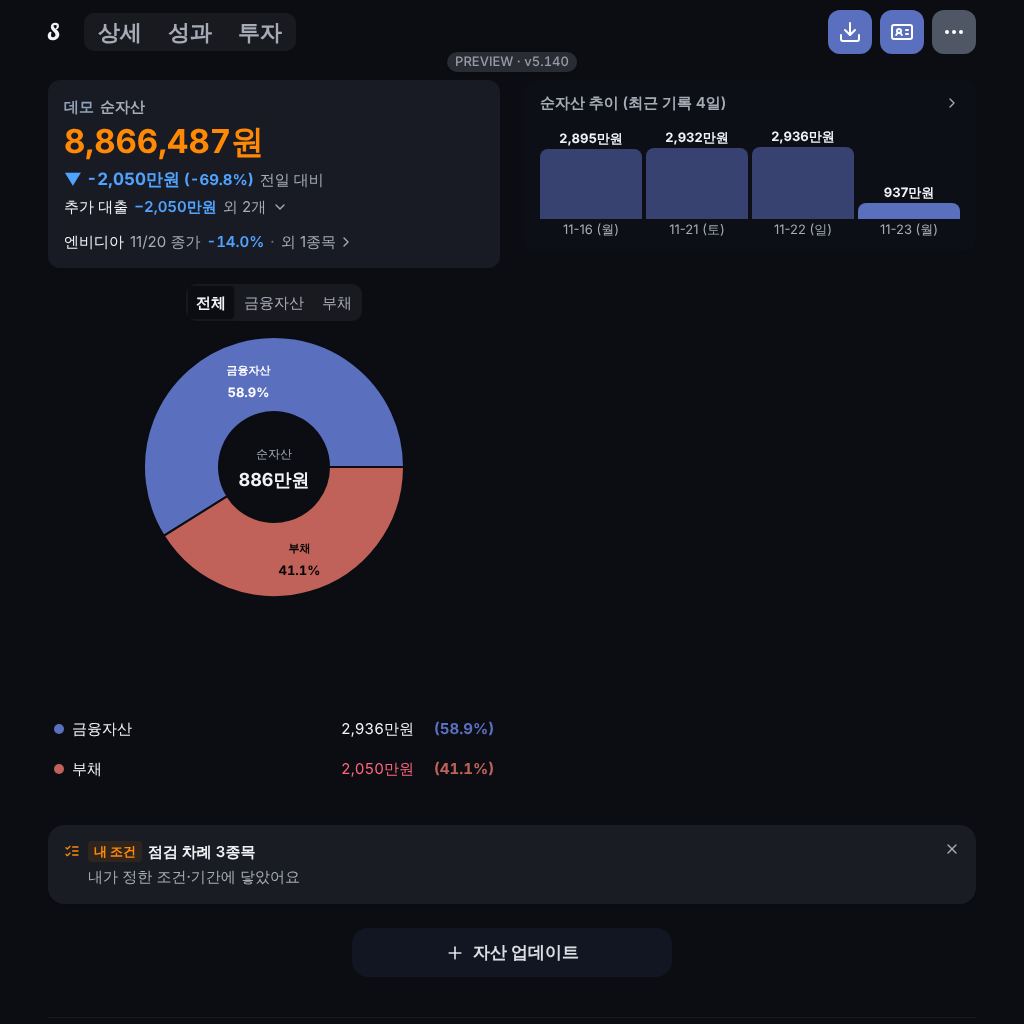 상세 성과 투자
PREVIEW · v5.140
데모 순자산
8,866,487원
▼ -2,050만원 (-69.8%) 전일 대비
추가 대출 −2,050만원 외 2개
엔비디아 11/20 종가 -14.0% · 외 1종목
순자산 추이 (최근 기록 4일)
2,895만원 2,932만원 2,936만원 937만원
11-16 (월) 11-21 (토) 11-22 (일) 11-23 (월)
전체 금융자산 부채
금융자산
58.9%
순자산
886만원
부채
41.1%
금융자산 2,936만원 (58.9%)
부채 2,050만원 (41.1%)
내 조건 점검 차례 3종목
내가 정한 조건·기간에 닿았어요
자산 업데이트